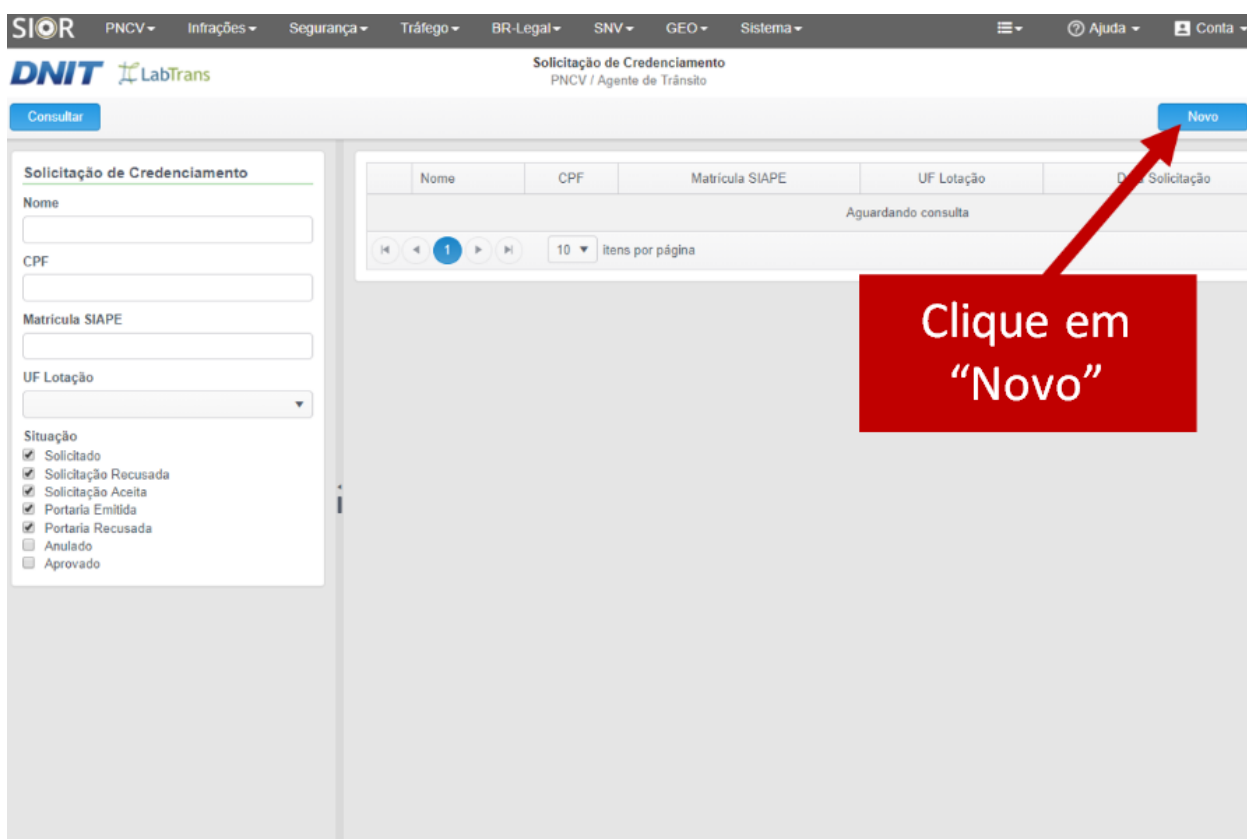 SIOR PNCV Infrações Segurança Tráfego BR-Legal SNV GEO Sistema Ajuda Conta
DNIT LabTrans
Solicitação de Credenciamento
PNCV / Agente de Trânsito
Consultar
Novo
Solicitação de Credenciamento
Nome
CPF
Matricula SIAPE
UF Lotação
Situação
Solicitado
Solicitação Recusada
Solicitação Aceita
Portaria Emitida
Portaria Recusada
Anulado
Aprovado
Nome CPF Matricula SIAPE UF Lotação Solicitação
Aguardando consulta
1 10 itens por página
Clique em
“Novo”